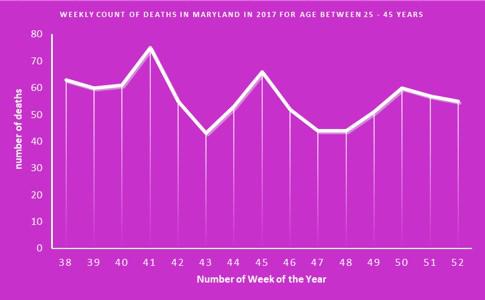 WEEKLY COUNT OF DEATHS IN MARYLAND IN 2017 FOR AGE BETWEEN 25 - 45 YEARS
80
70
60
50
40
30
20
10
0
number of deaths
38 39 40 41 42 43 44 45 46 47 48 49 50 51 52
Number of Week of the Year